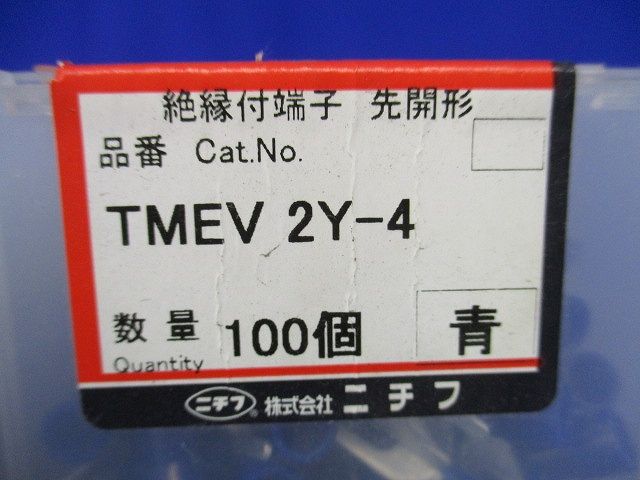 絶縁付端子 先開形
品番 Cat.No.
TMEV 2Y-4
数量 100個 青
Quantity
ニチフ® 株式会社 ニチフ